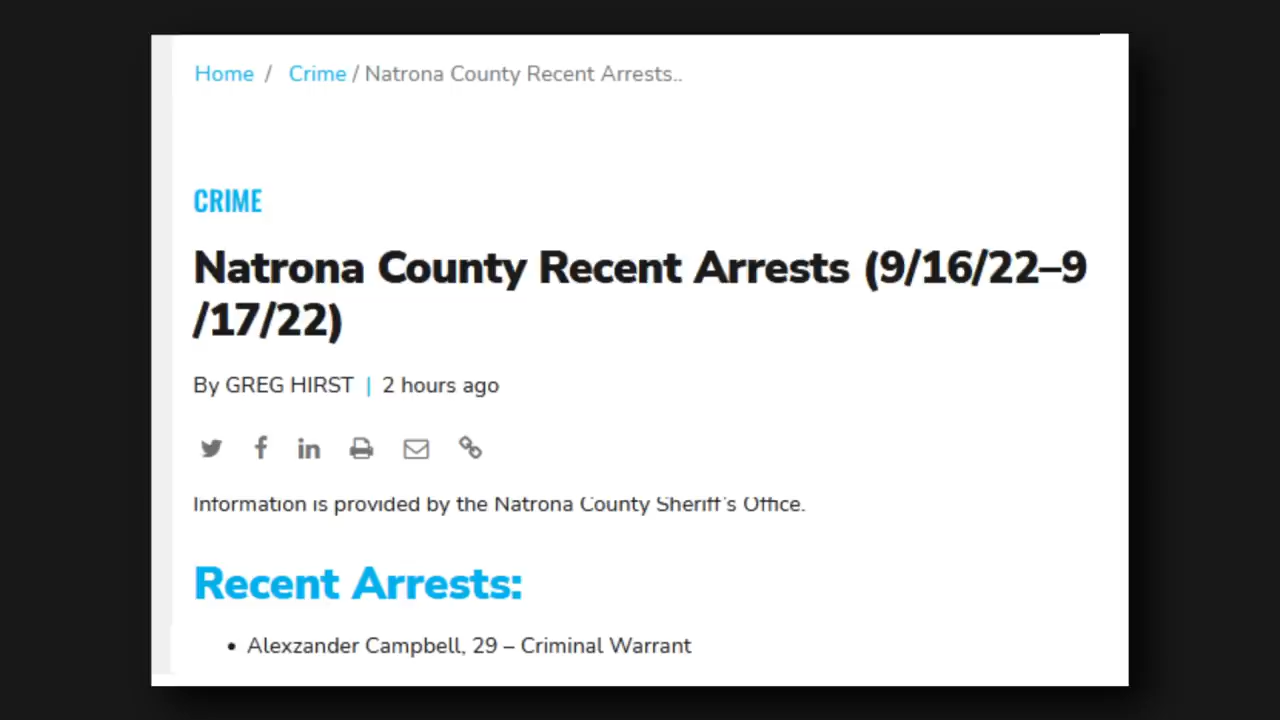 Home / Crime / Natrona County Recent Arrests..
CRIME
Natrona County Recent Arrests (9/16/22–9
/17/22)
By GREG HIRST | 2 hours ago
Information is provided by the Natrona County Sheriff's Office.
Recent Arrests:
• Alexzander Campbell, 29 – Criminal Warrant